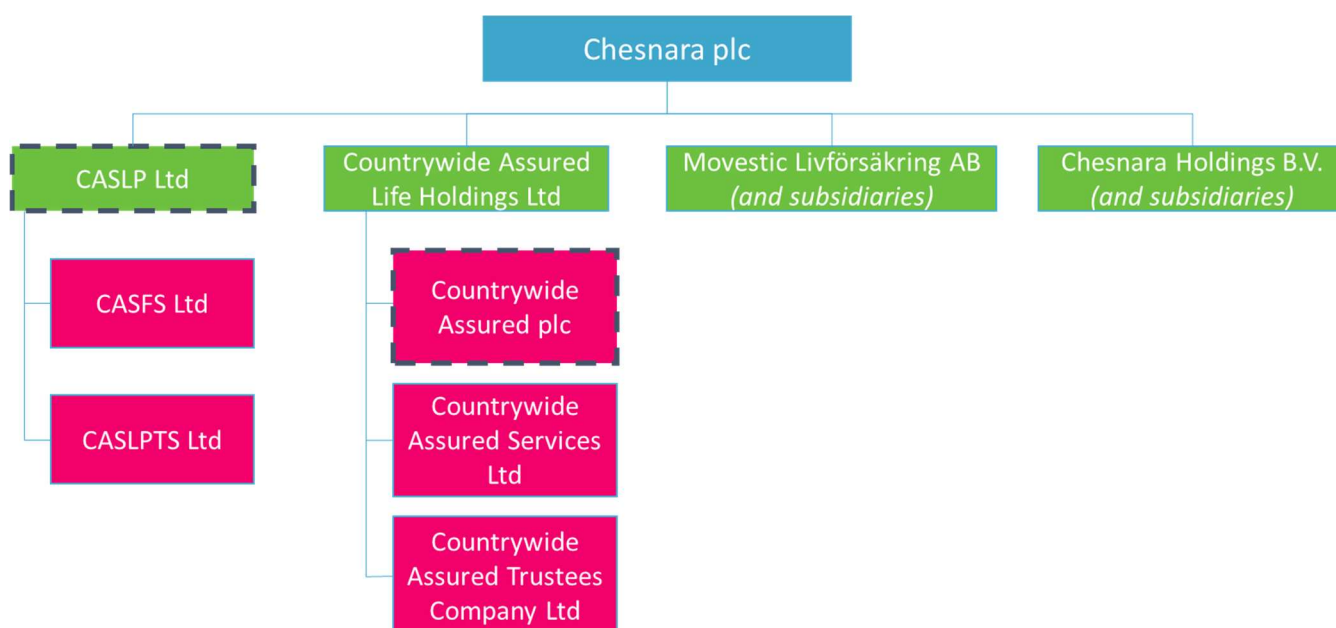 Chesnara plc
CASLP Ltd
Countrywide Assured
Life Holdings Ltd
Movestic Livförsäkring AB
(and subsidiaries)
Chesnara Holdings B.V.
(and subsidiaries)
CASFS Ltd
CASLPTS Ltd
Countrywide
Assured plc
Countrywide
Assured Services
Ltd
Countrywide
Assured Trustees
Company Ltd